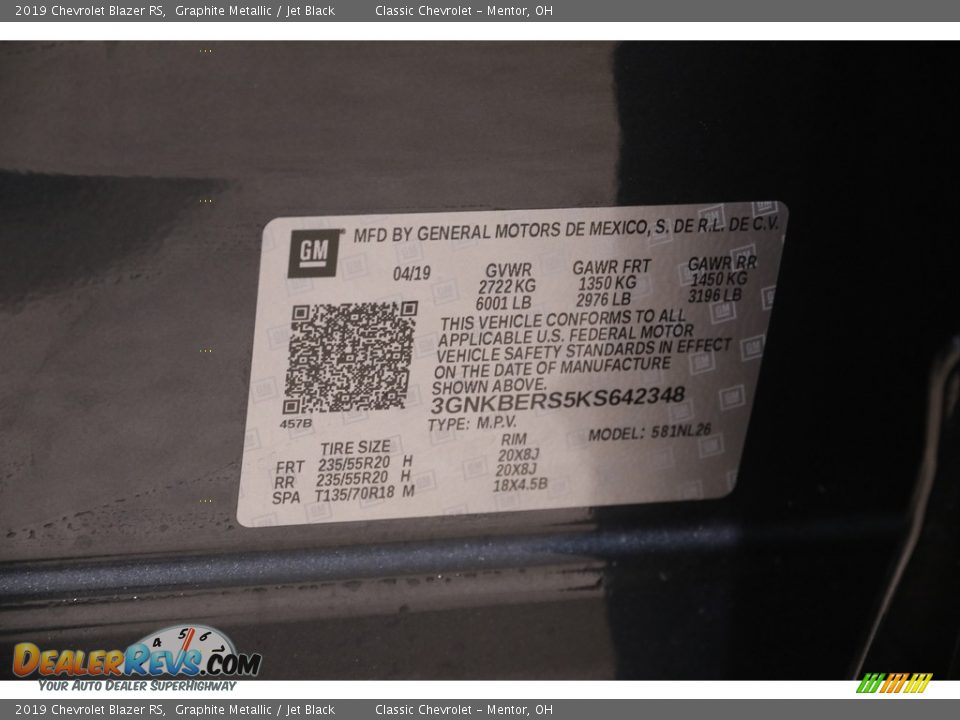 2019 Chevrolet Blazer RS,  Graphite Metallic / Jet Black          Classic Chevrolet – Mentor, OH
GM MFD BY GENERAL MOTORS DE MEXICO, S. DE R.L. DE C.V.
04/19 GVWR GAWR FRT GAWR RR
2722 KG 1350 KG 1450 KG
6001 LB 2976 LB 3196 LB
THIS VEHICLE CONFORMS TO ALL
APPLICABLE U.S. FEDERAL MOTOR
VEHICLE SAFETY STANDARDS IN EFFECT
ON THE DATE OF MANUFACTURE
SHOWN ABOVE.
3GNKBERS5KS642348
457B
TYPE: M.P.V. MODEL: 581NL26
TIRE SIZE RIM
FRT 235/55R20 H 20X8J
RR 235/55R20 H 20X8J
SPA T135/70R18 M 18X4.5B
4 5 6
DEALERREVS.COM
YOUR AUTO DEALER SUPERHIGHWAY
2019 Chevrolet Blazer RS,  Graphite Metallic / Jet Black          Classic Chevrolet – Mentor, OH